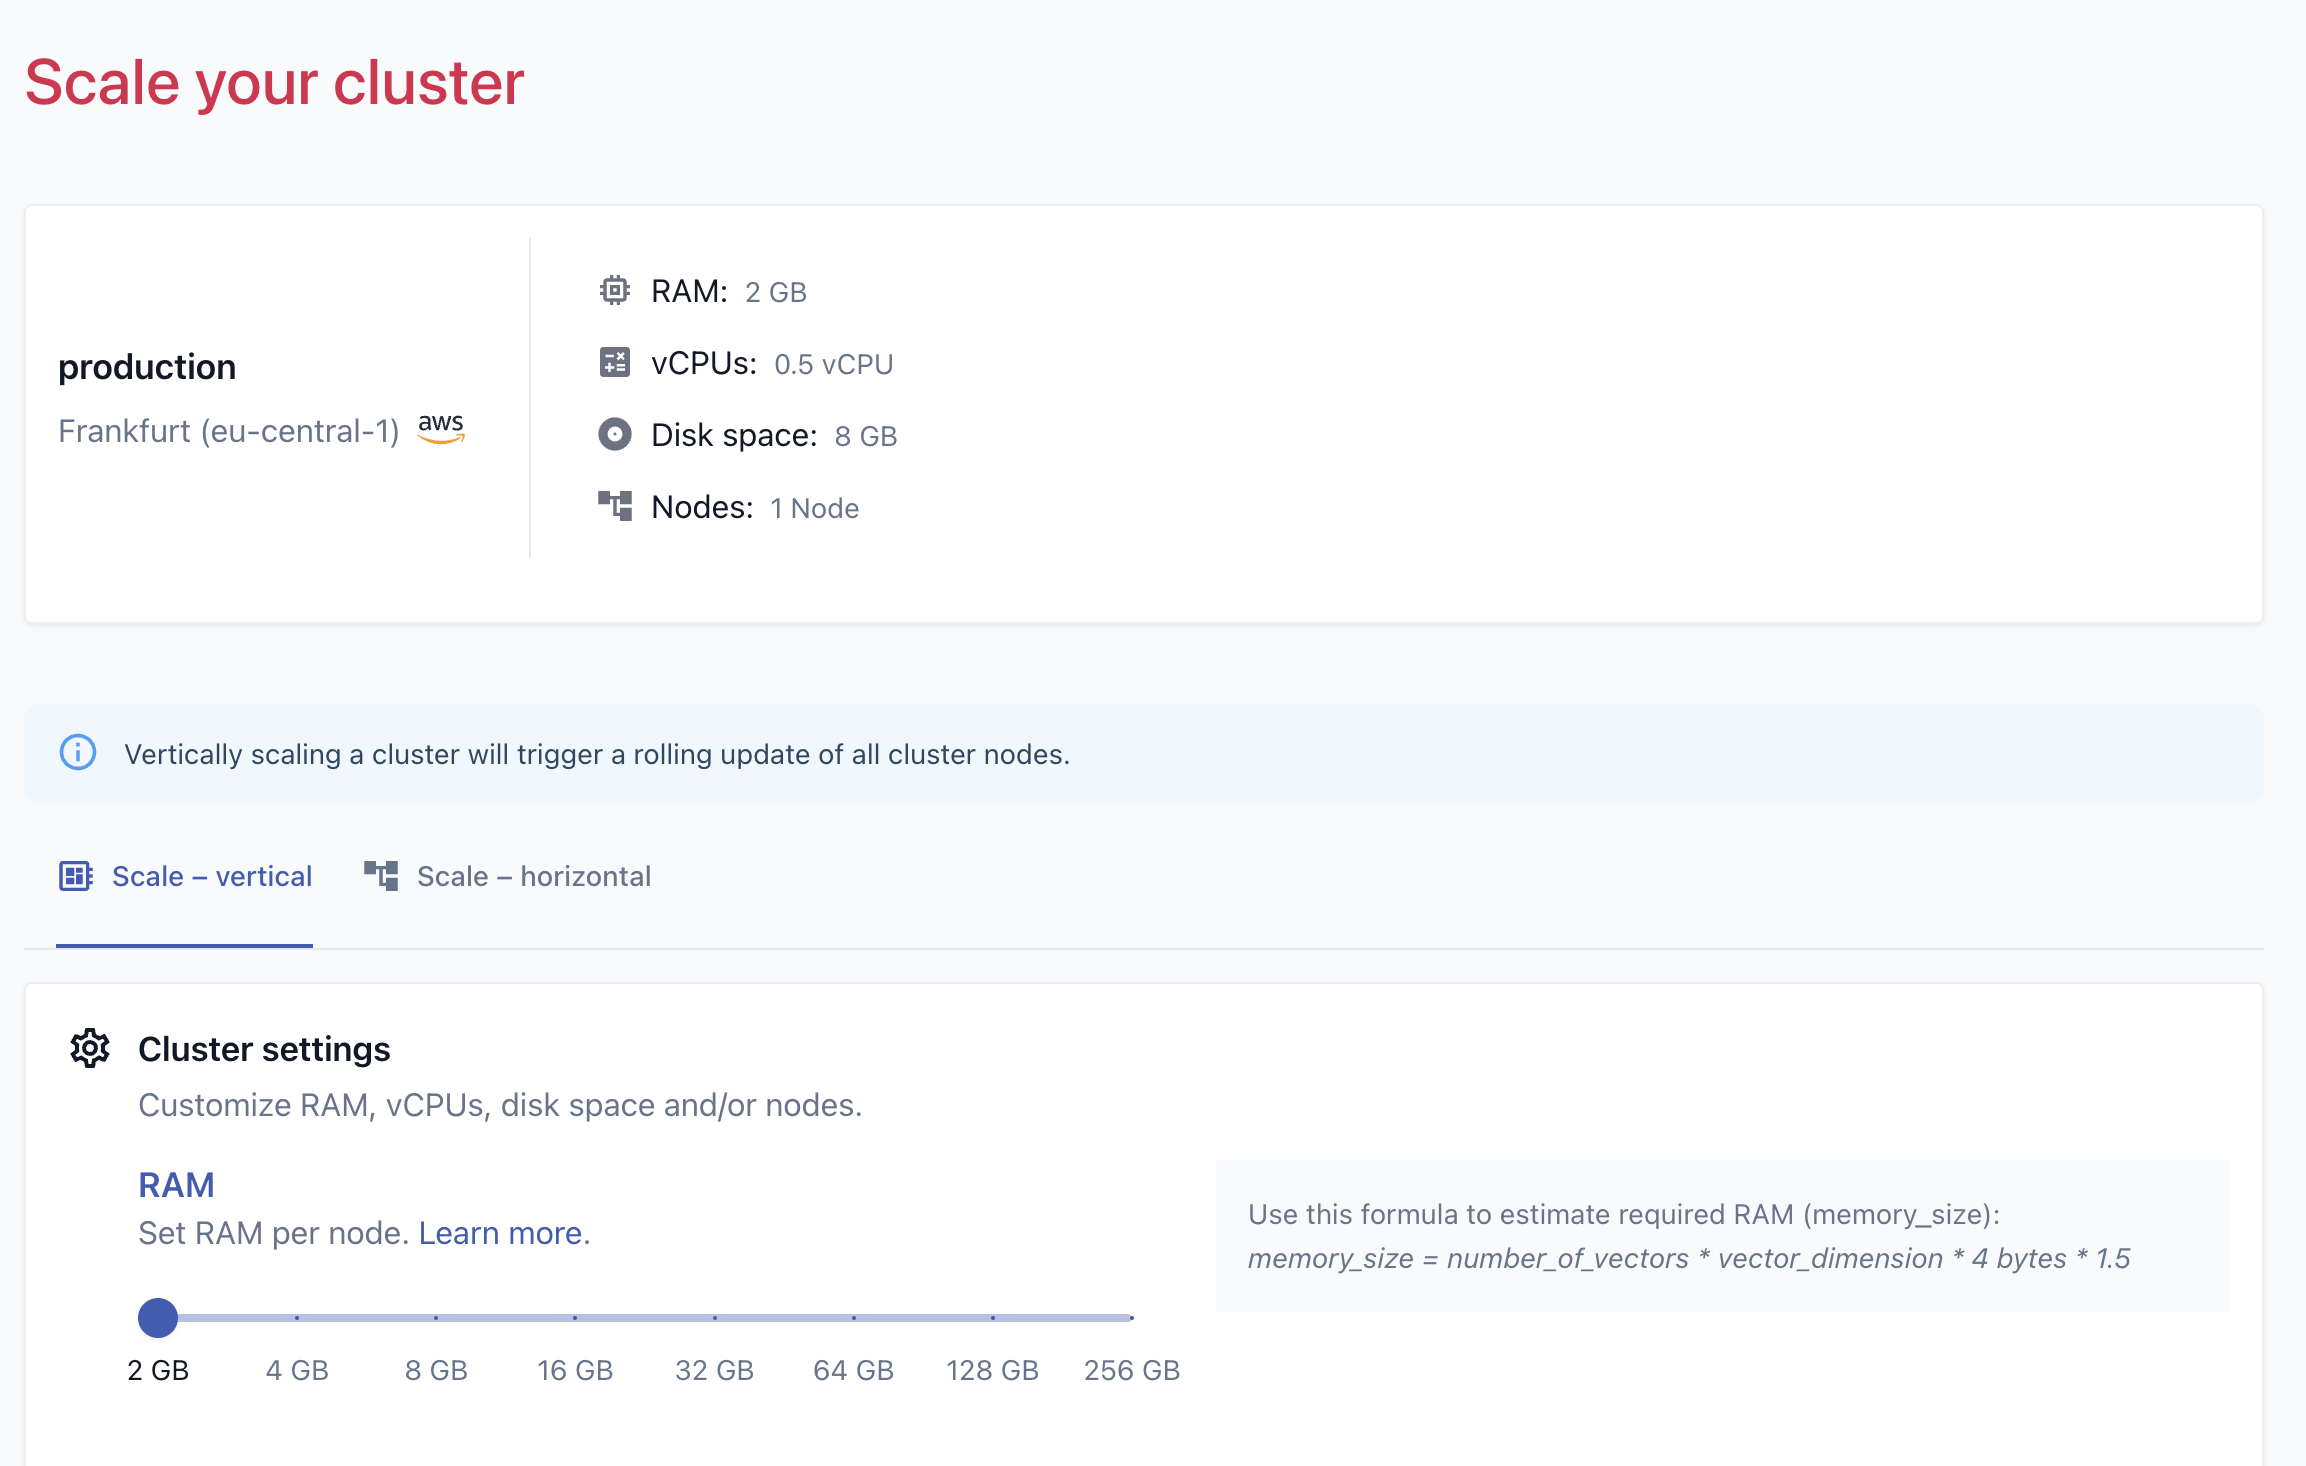 Scale your cluster
production
Frankfurt (eu-central-1) aws
RAM: 2 GB
vCPUs: 0.5 vCPU
Disk space: 8 GB
Nodes: 1 Node
Vertically scaling a cluster will trigger a rolling update of all cluster nodes.
Scale – vertical Scale – horizontal
Cluster settings
Customize RAM, vCPUs, disk space and/or nodes.
RAM
Set RAM per node. Learn more.
2 GB 4 GB 8 GB 16 GB 32 GB 64 GB 128 GB 256 GB
Use this formula to estimate required RAM (memory_size):
memory_size = number_of_vectors * vector_dimension * 4 bytes * 1.5